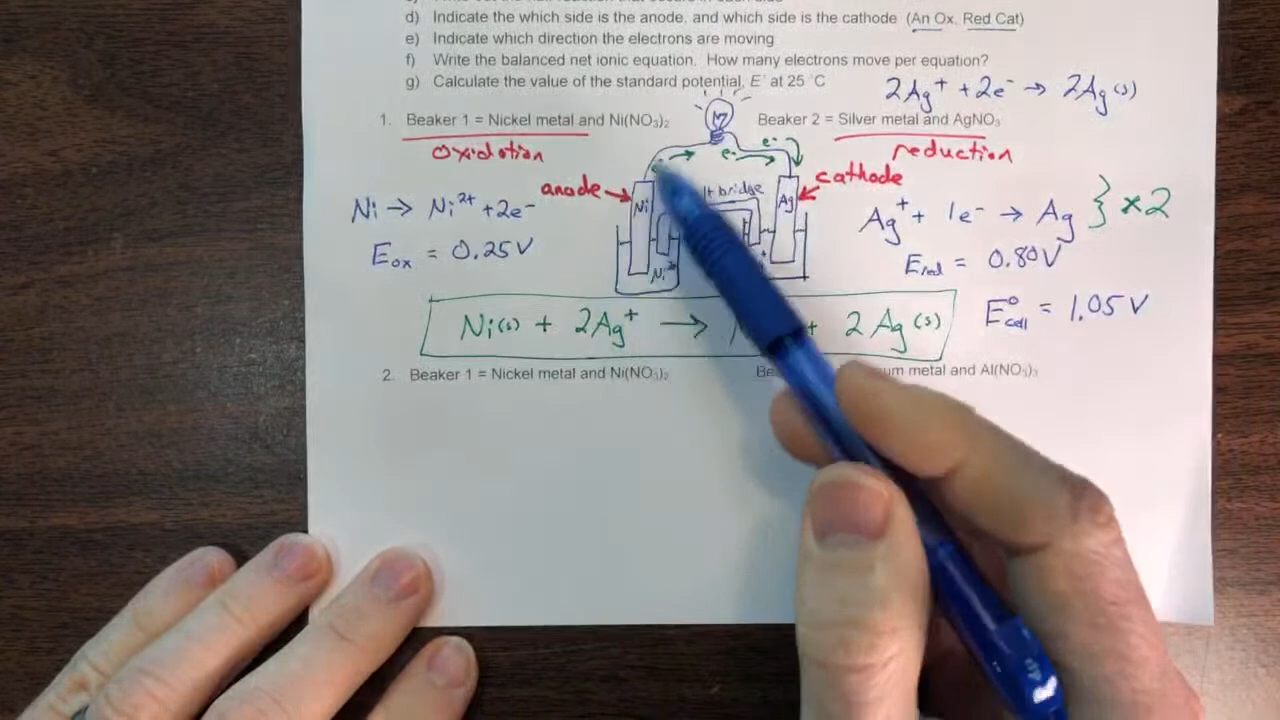 d) Indicate the which side is the anode, and which side is the cathode (An Ox, Red Cat)
e) Indicate which direction the electrons are moving
f) Write the balanced net ionic equation. How many electrons move per equation?
g) Calculate the value of the standard potential, E° at 25 °C
2Ag⁺ + 2e⁻ → 2Ag(s)
1. Beaker 1 = Nickel metal and Ni(NO₃)₂ Beaker 2 = Silver metal and AgNO₃
oxidation
reduction
e⁻ e⁻
anode
cathode
bridge
Ni
Ag
Ni → Ni²⁺ + 2e⁻
Ag⁺ + 1e⁻ → Ag } ×2
Eox = 0.25V
Ered = 0.80V
E°cell = 1.05V
Ni(s) + 2Ag⁺ → + 2Ag(s)
2. Beaker 1 = Nickel metal and Ni(NO₃)₂ metal and Al(NO₃)₃